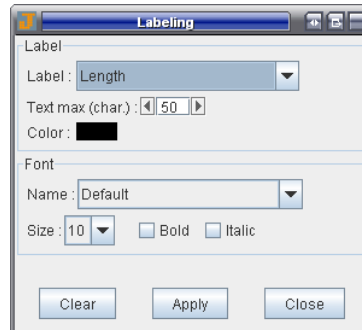 Labeling
Label
Label : Length
Text max (char.) : 50
Color :
Font
Name : Default
Size : 10 Bold Italic
Clear Apply Close